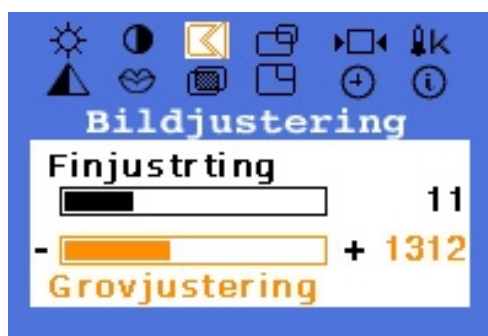 K
Bildjustering
Finjustrting
11
- + 1312
Grovjustering